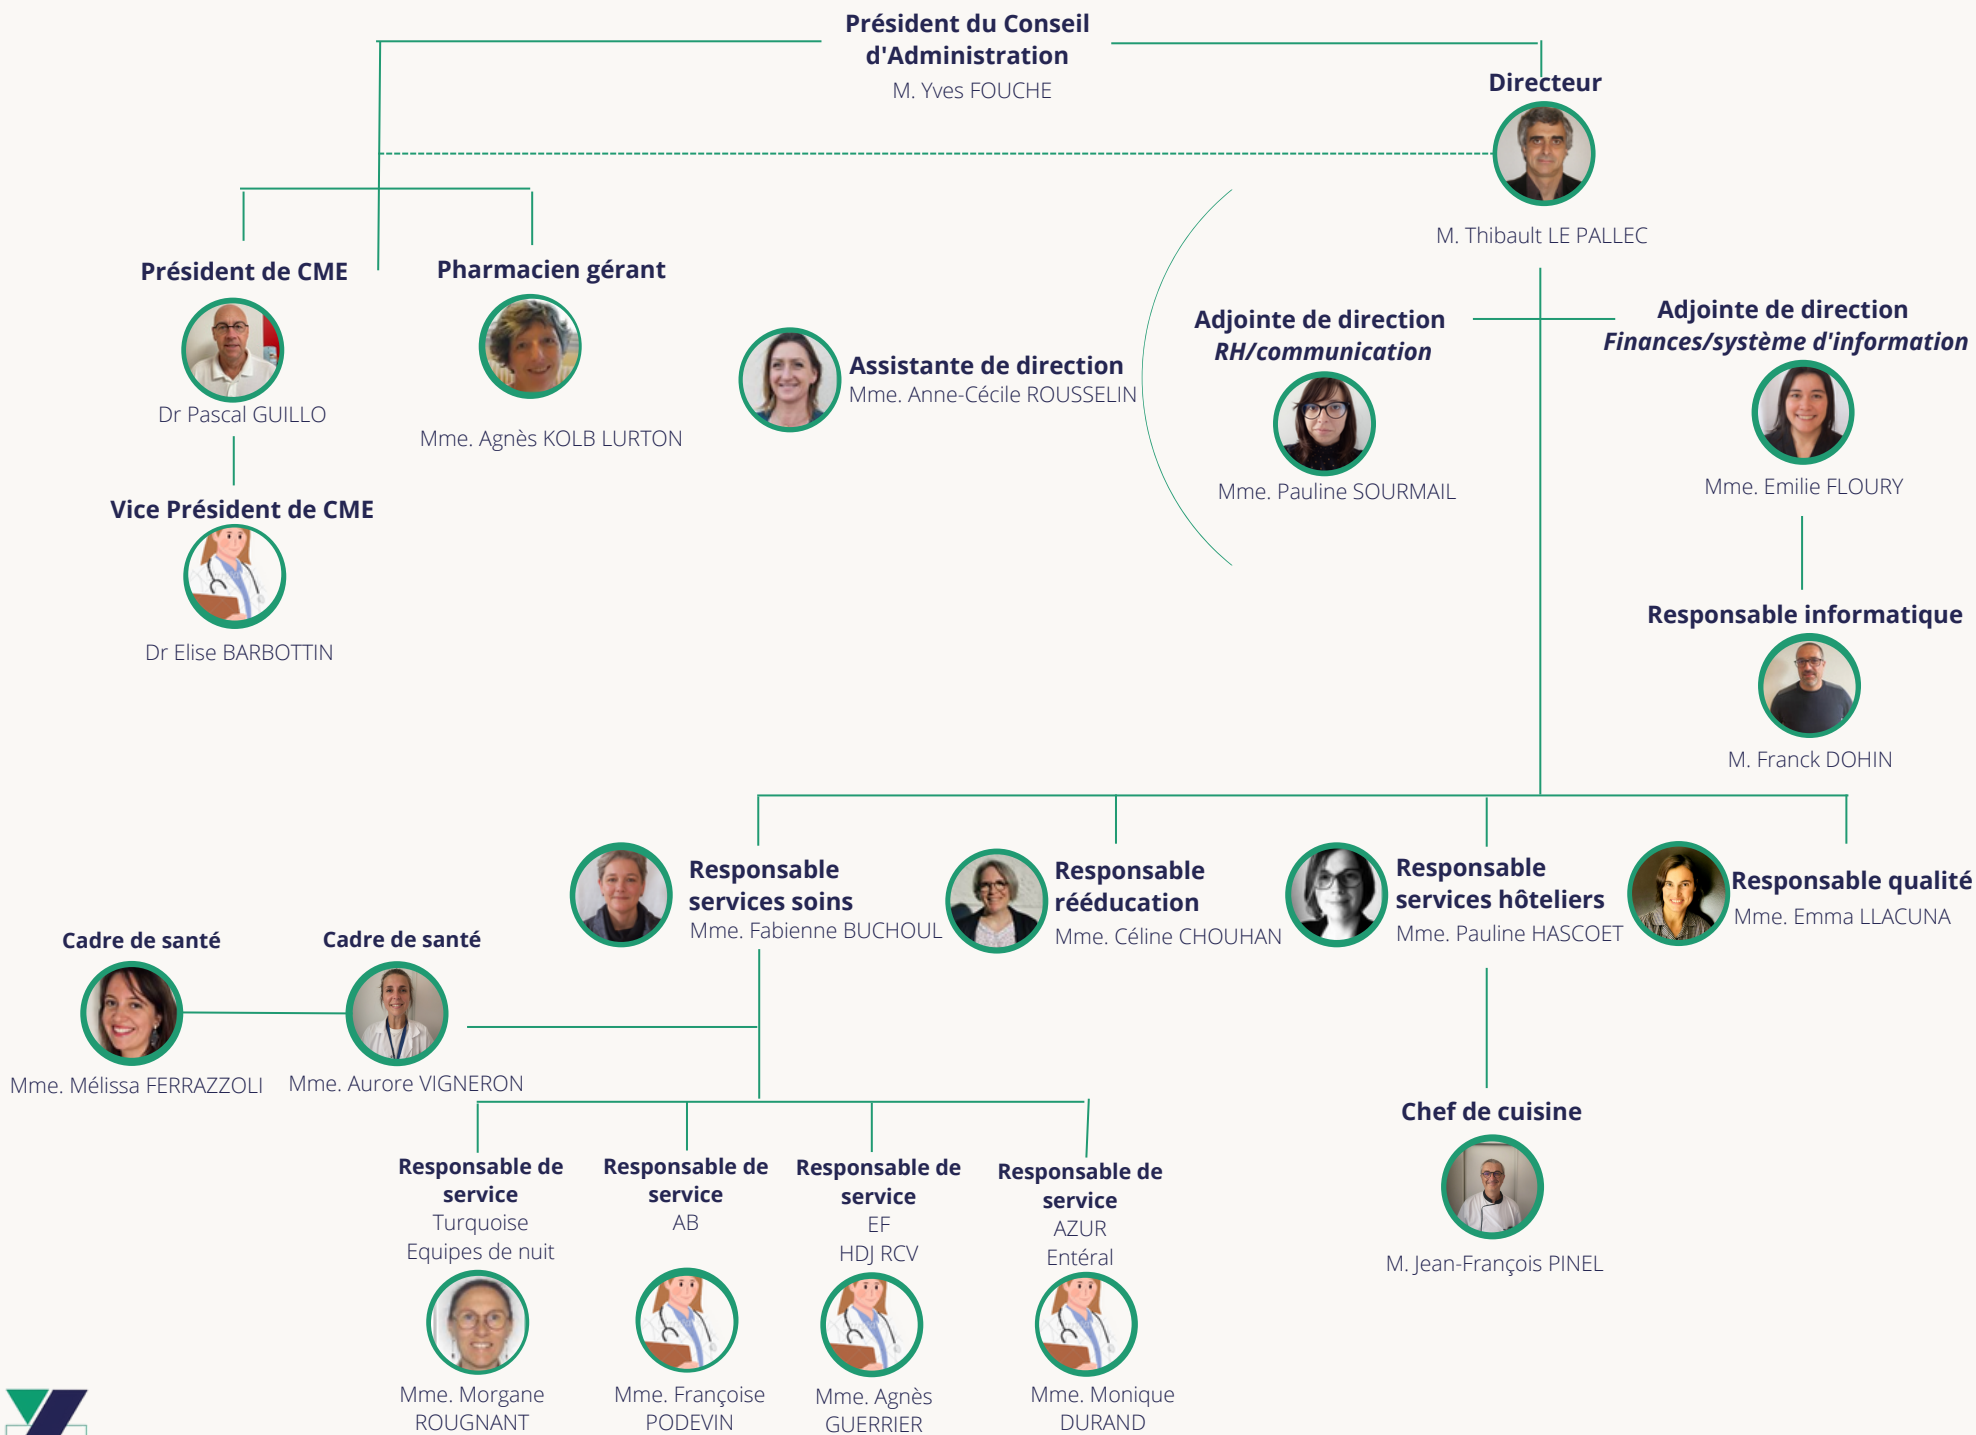 Président du Conseil
d'Administration
M. Yves FOUCHE
Directeur
M. Thibault LE PALLEC
Président de CME
Dr Pascal GUILLO
Pharmacien gérant
Mme. Agnès KOLB LURTON
Vice Président de CME
Dr Elise BARBOTTIN
Assistante de direction
Mme. Anne-Cécile ROUSSELIN
Adjointe de direction
RH/communication
Mme. Pauline SOURMAIL
Adjointe de direction
Finances/système d'information
Mme. Emilie FLOURY
Responsable informatique
M. Franck DOHIN
Responsable
services soins
Mme. Fabienne BUCHOUL
Responsable
rééducation
Mme. Céline CHOUHAN
Responsable
services hôteliers
Mme. Pauline HASCOET
Responsable qualité
Mme. Emma LLACUNA
Cadre de santé
Mme. Mélissa FERRAZZOLI
Cadre de santé
Mme. Aurore VIGNERON
Responsable de
service
Turquoise
Equipes de nuit
Mme. Morgane
ROUGNANT
Responsable de
service
AB
Mme. Françoise
PODEVIN
Responsable de
service
EF
HDJ RCV
Mme. Agnès
GUERRIER
Responsable de
service
AZUR
Entéral
Mme. Monique
DURAND
Chef de cuisine
M. Jean-François PINEL